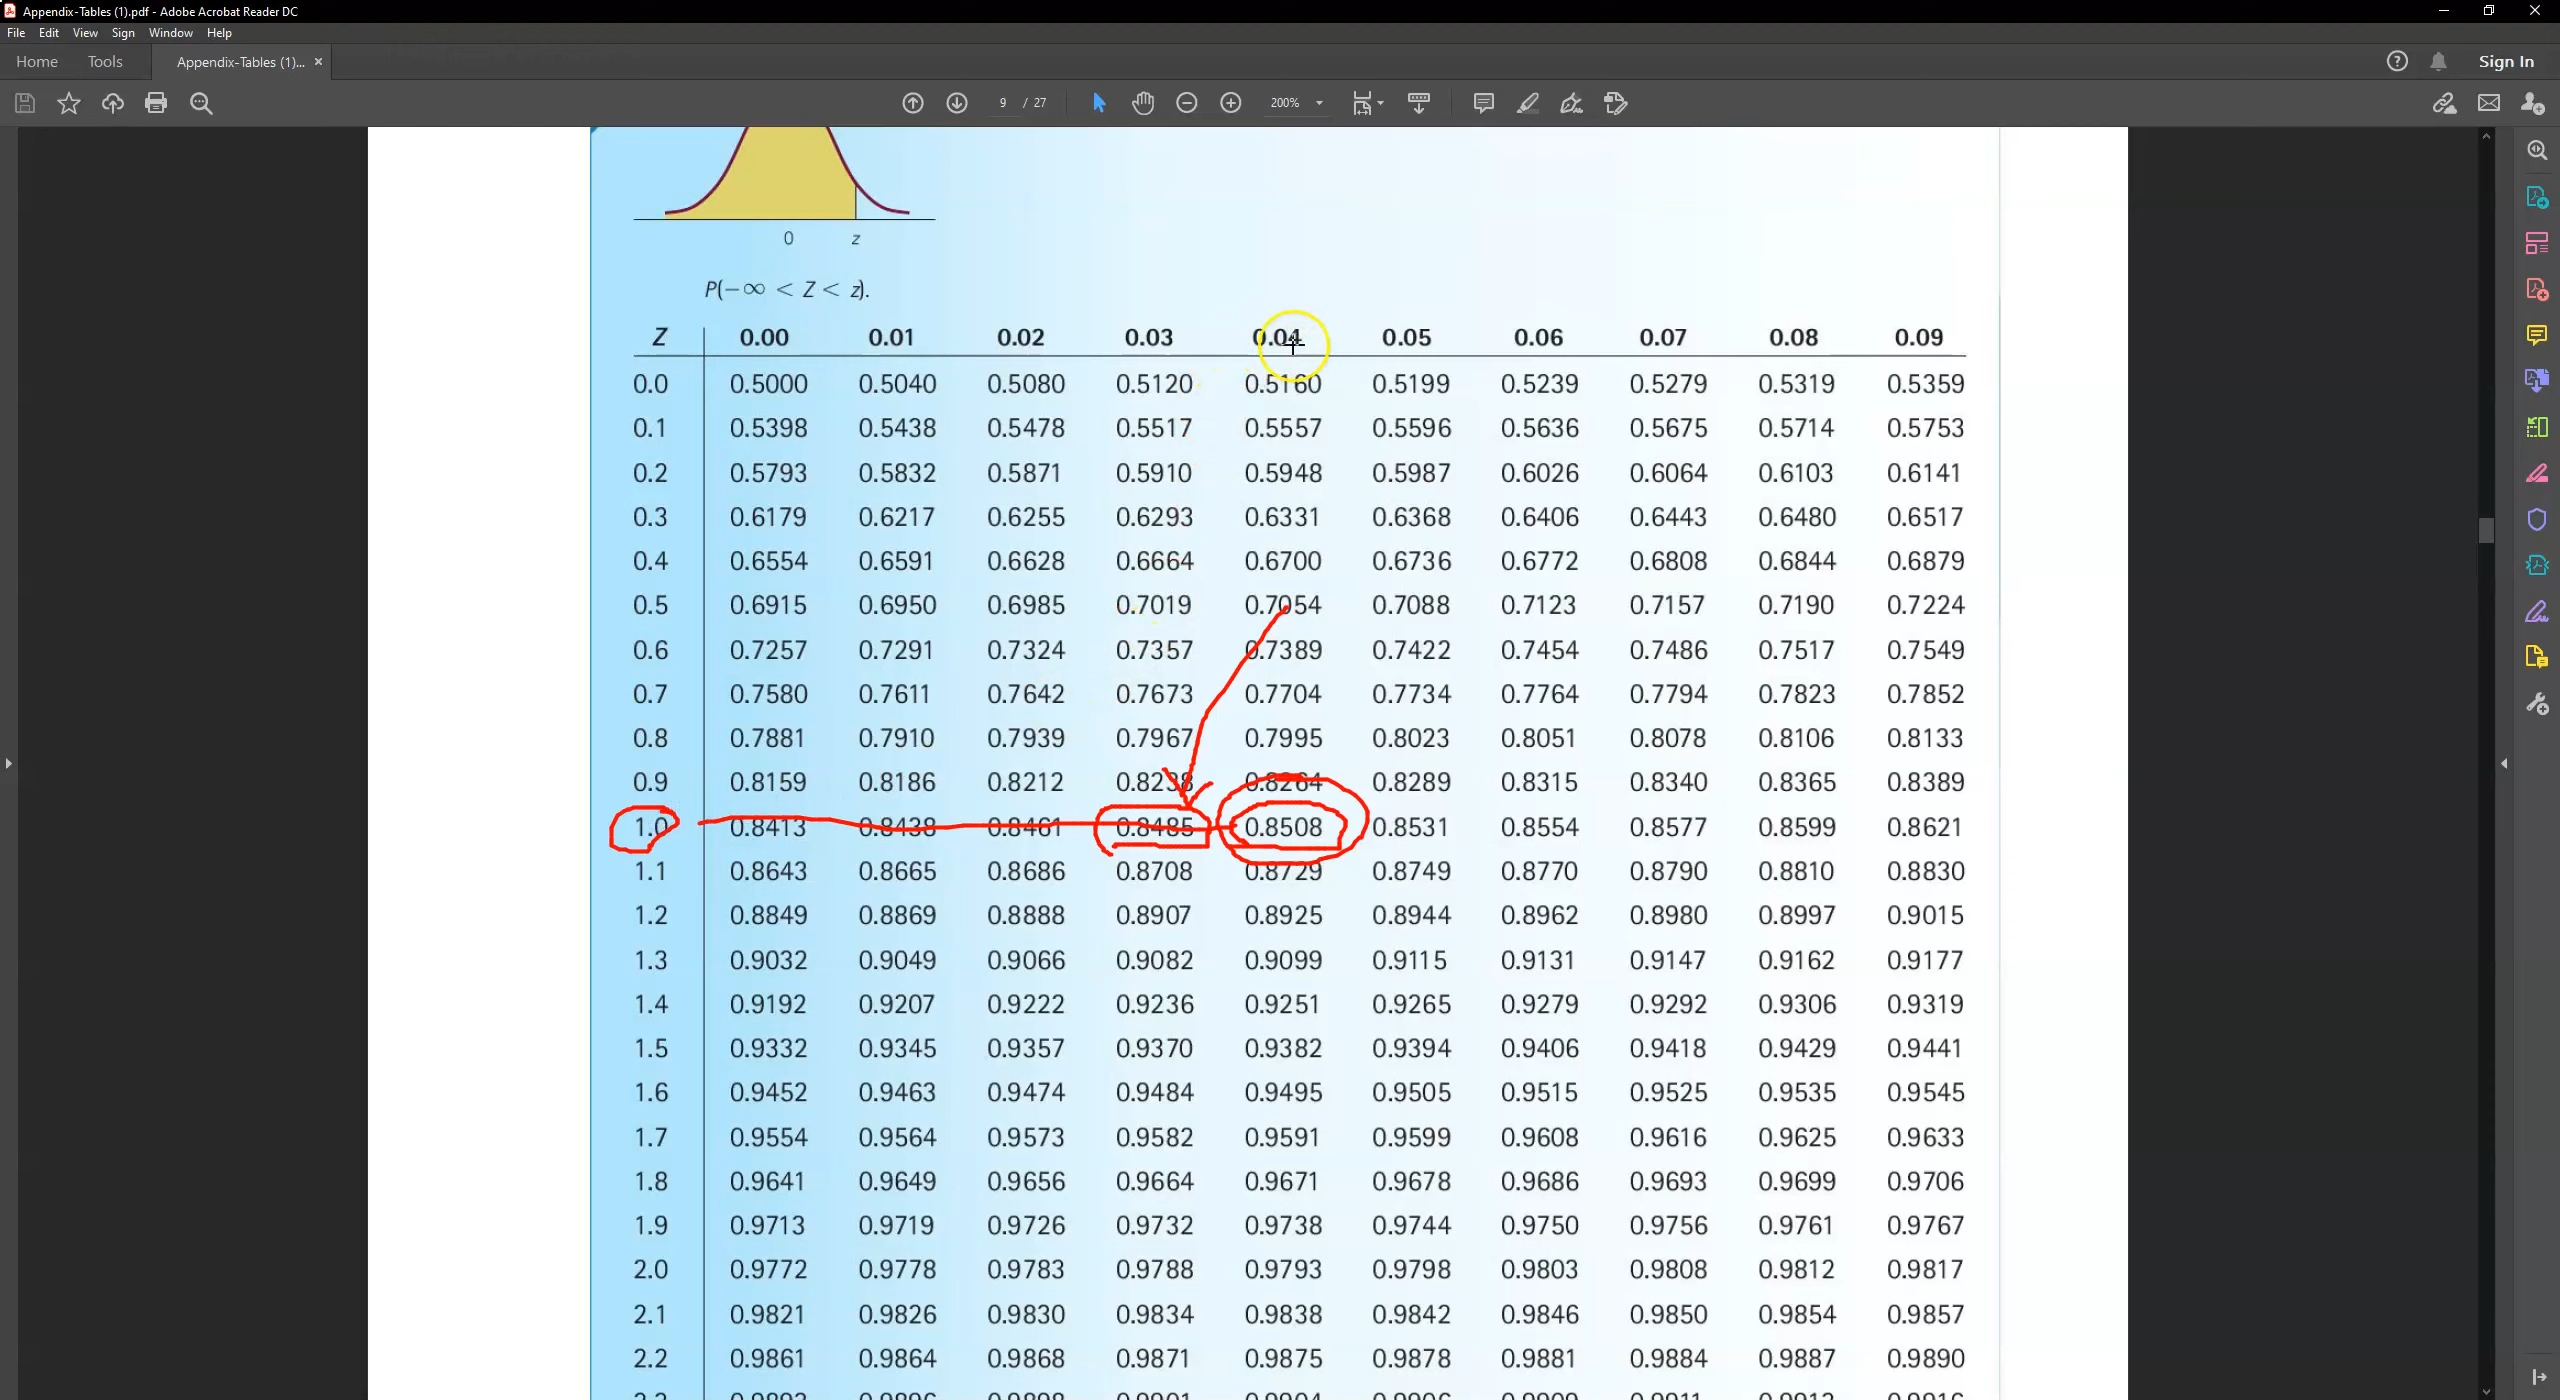 Appendix-Tables (1).pdf - Adobe Acrobat Reader DC
File Edit View Sign Window Help
Home Tools Appendix-Tables (1)... × Sign In
9 / 27 200%
0 z
P(−∞ < Z < z).
Z 0.00 0.01 0.02 0.03 0.04 0.05 0.06 0.07 0.08 0.09
0.0 0.5000 0.5040 0.5080 0.5120 0.5160 0.5199 0.5239 0.5279 0.5319 0.5359
0.1 0.5398 0.5438 0.5478 0.5517 0.5557 0.5596 0.5636 0.5675 0.5714 0.5753
0.2 0.5793 0.5832 0.5871 0.5910 0.5948 0.5987 0.6026 0.6064 0.6103 0.6141
0.3 0.6179 0.6217 0.6255 0.6293 0.6331 0.6368 0.6406 0.6443 0.6480 0.6517
0.4 0.6554 0.6591 0.6628 0.6664 0.6700 0.6736 0.6772 0.6808 0.6844 0.6879
0.5 0.6915 0.6950 0.6985 0.7019 0.7054 0.7088 0.7123 0.7157 0.7190 0.7224
0.6 0.7257 0.7291 0.7324 0.7357 0.7389 0.7422 0.7454 0.7486 0.7517 0.7549
0.7 0.7580 0.7611 0.7642 0.7673 0.7704 0.7734 0.7764 0.7794 0.7823 0.7852
0.8 0.7881 0.7910 0.7939 0.7967 0.7995 0.8023 0.8051 0.8078 0.8106 0.8133
0.9 0.8159 0.8186 0.8212 0.8238 0.8264 0.8289 0.8315 0.8340 0.8365 0.8389
1.0 0.8413 0.8438 0.8461 0.8485 0.8508 0.8531 0.8554 0.8577 0.8599 0.8621
1.1 0.8643 0.8665 0.8686 0.8708 0.8729 0.8749 0.8770 0.8790 0.8810 0.8830
1.2 0.8849 0.8869 0.8888 0.8907 0.8925 0.8944 0.8962 0.8980 0.8997 0.9015
1.3 0.9032 0.9049 0.9066 0.9082 0.9099 0.9115 0.9131 0.9147 0.9162 0.9177
1.4 0.9192 0.9207 0.9222 0.9236 0.9251 0.9265 0.9279 0.9292 0.9306 0.9319
1.5 0.9332 0.9345 0.9357 0.9370 0.9382 0.9394 0.9406 0.9418 0.9429 0.9441
1.6 0.9452 0.9463 0.9474 0.9484 0.9495 0.9505 0.9515 0.9525 0.9535 0.9545
1.7 0.9554 0.9564 0.9573 0.9582 0.9591 0.9599 0.9608 0.9616 0.9625 0.9633
1.8 0.9641 0.9649 0.9656 0.9664 0.9671 0.9678 0.9686 0.9693 0.9699 0.9706
1.9 0.9713 0.9719 0.9726 0.9732 0.9738 0.9744 0.9750 0.9756 0.9761 0.9767
2.0 0.9772 0.9778 0.9783 0.9788 0.9793 0.9798 0.9803 0.9808 0.9812 0.9817
2.1 0.9821 0.9826 0.9830 0.9834 0.9838 0.9842 0.9846 0.9850 0.9854 0.9857
2.2 0.9861 0.9864 0.9868 0.9871 0.9875 0.9878 0.9881 0.9884 0.9887 0.9890